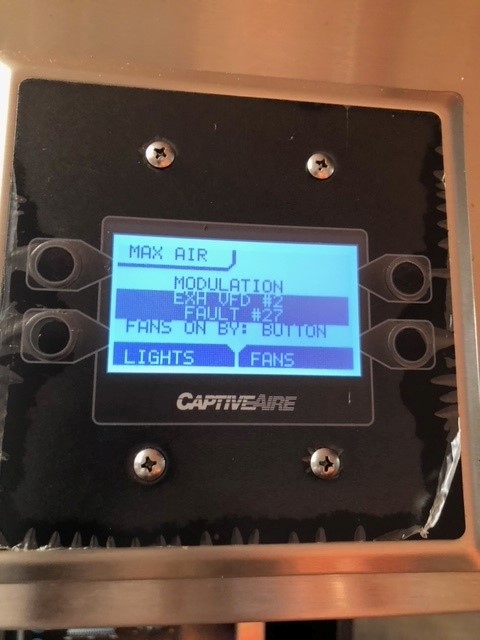 MAX AIR
MODULATION
EXH VFD #2
FAULT #27
FANS ON BY: BUTTON
LIGHTS
FANS
CAPTIVEAIRE